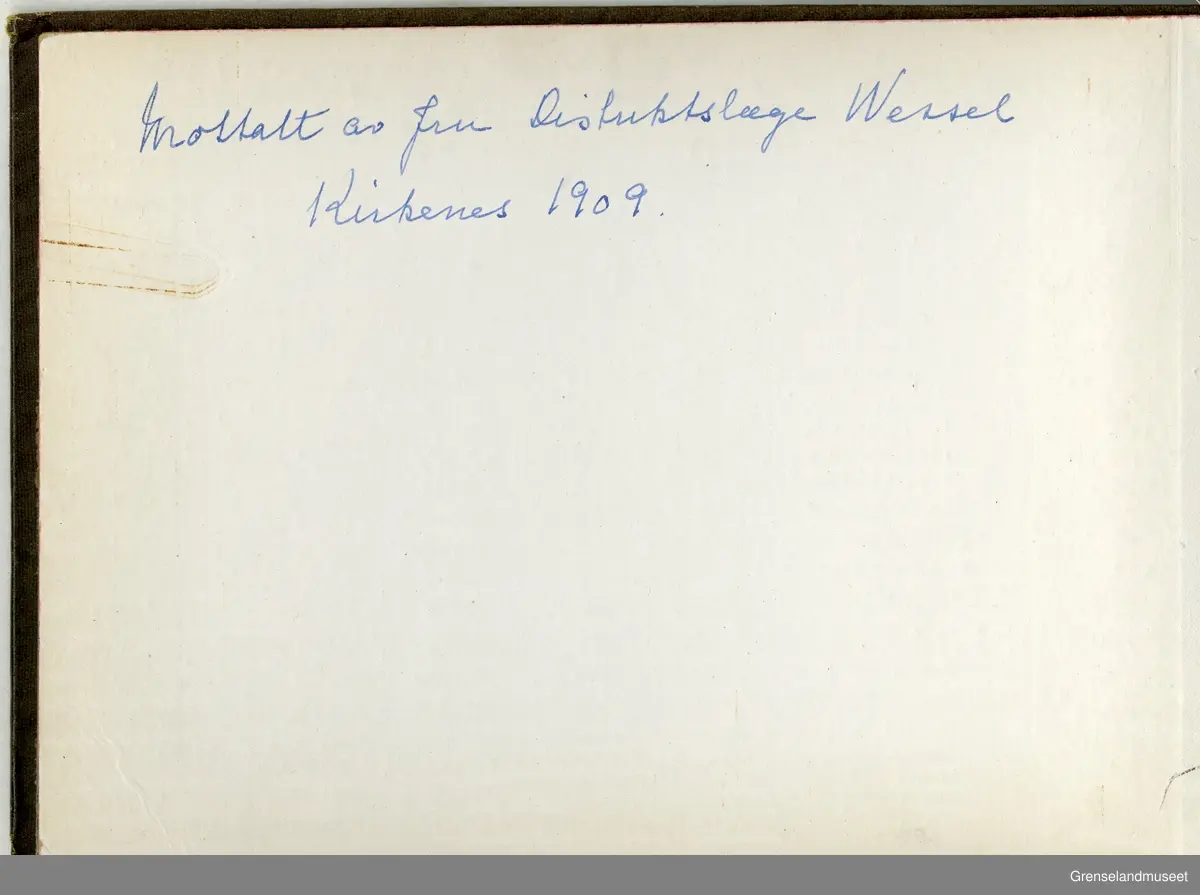 Mottatt av fru Distriktslæge Wessel
Kirkenes 1909.
Grenselandmuseet